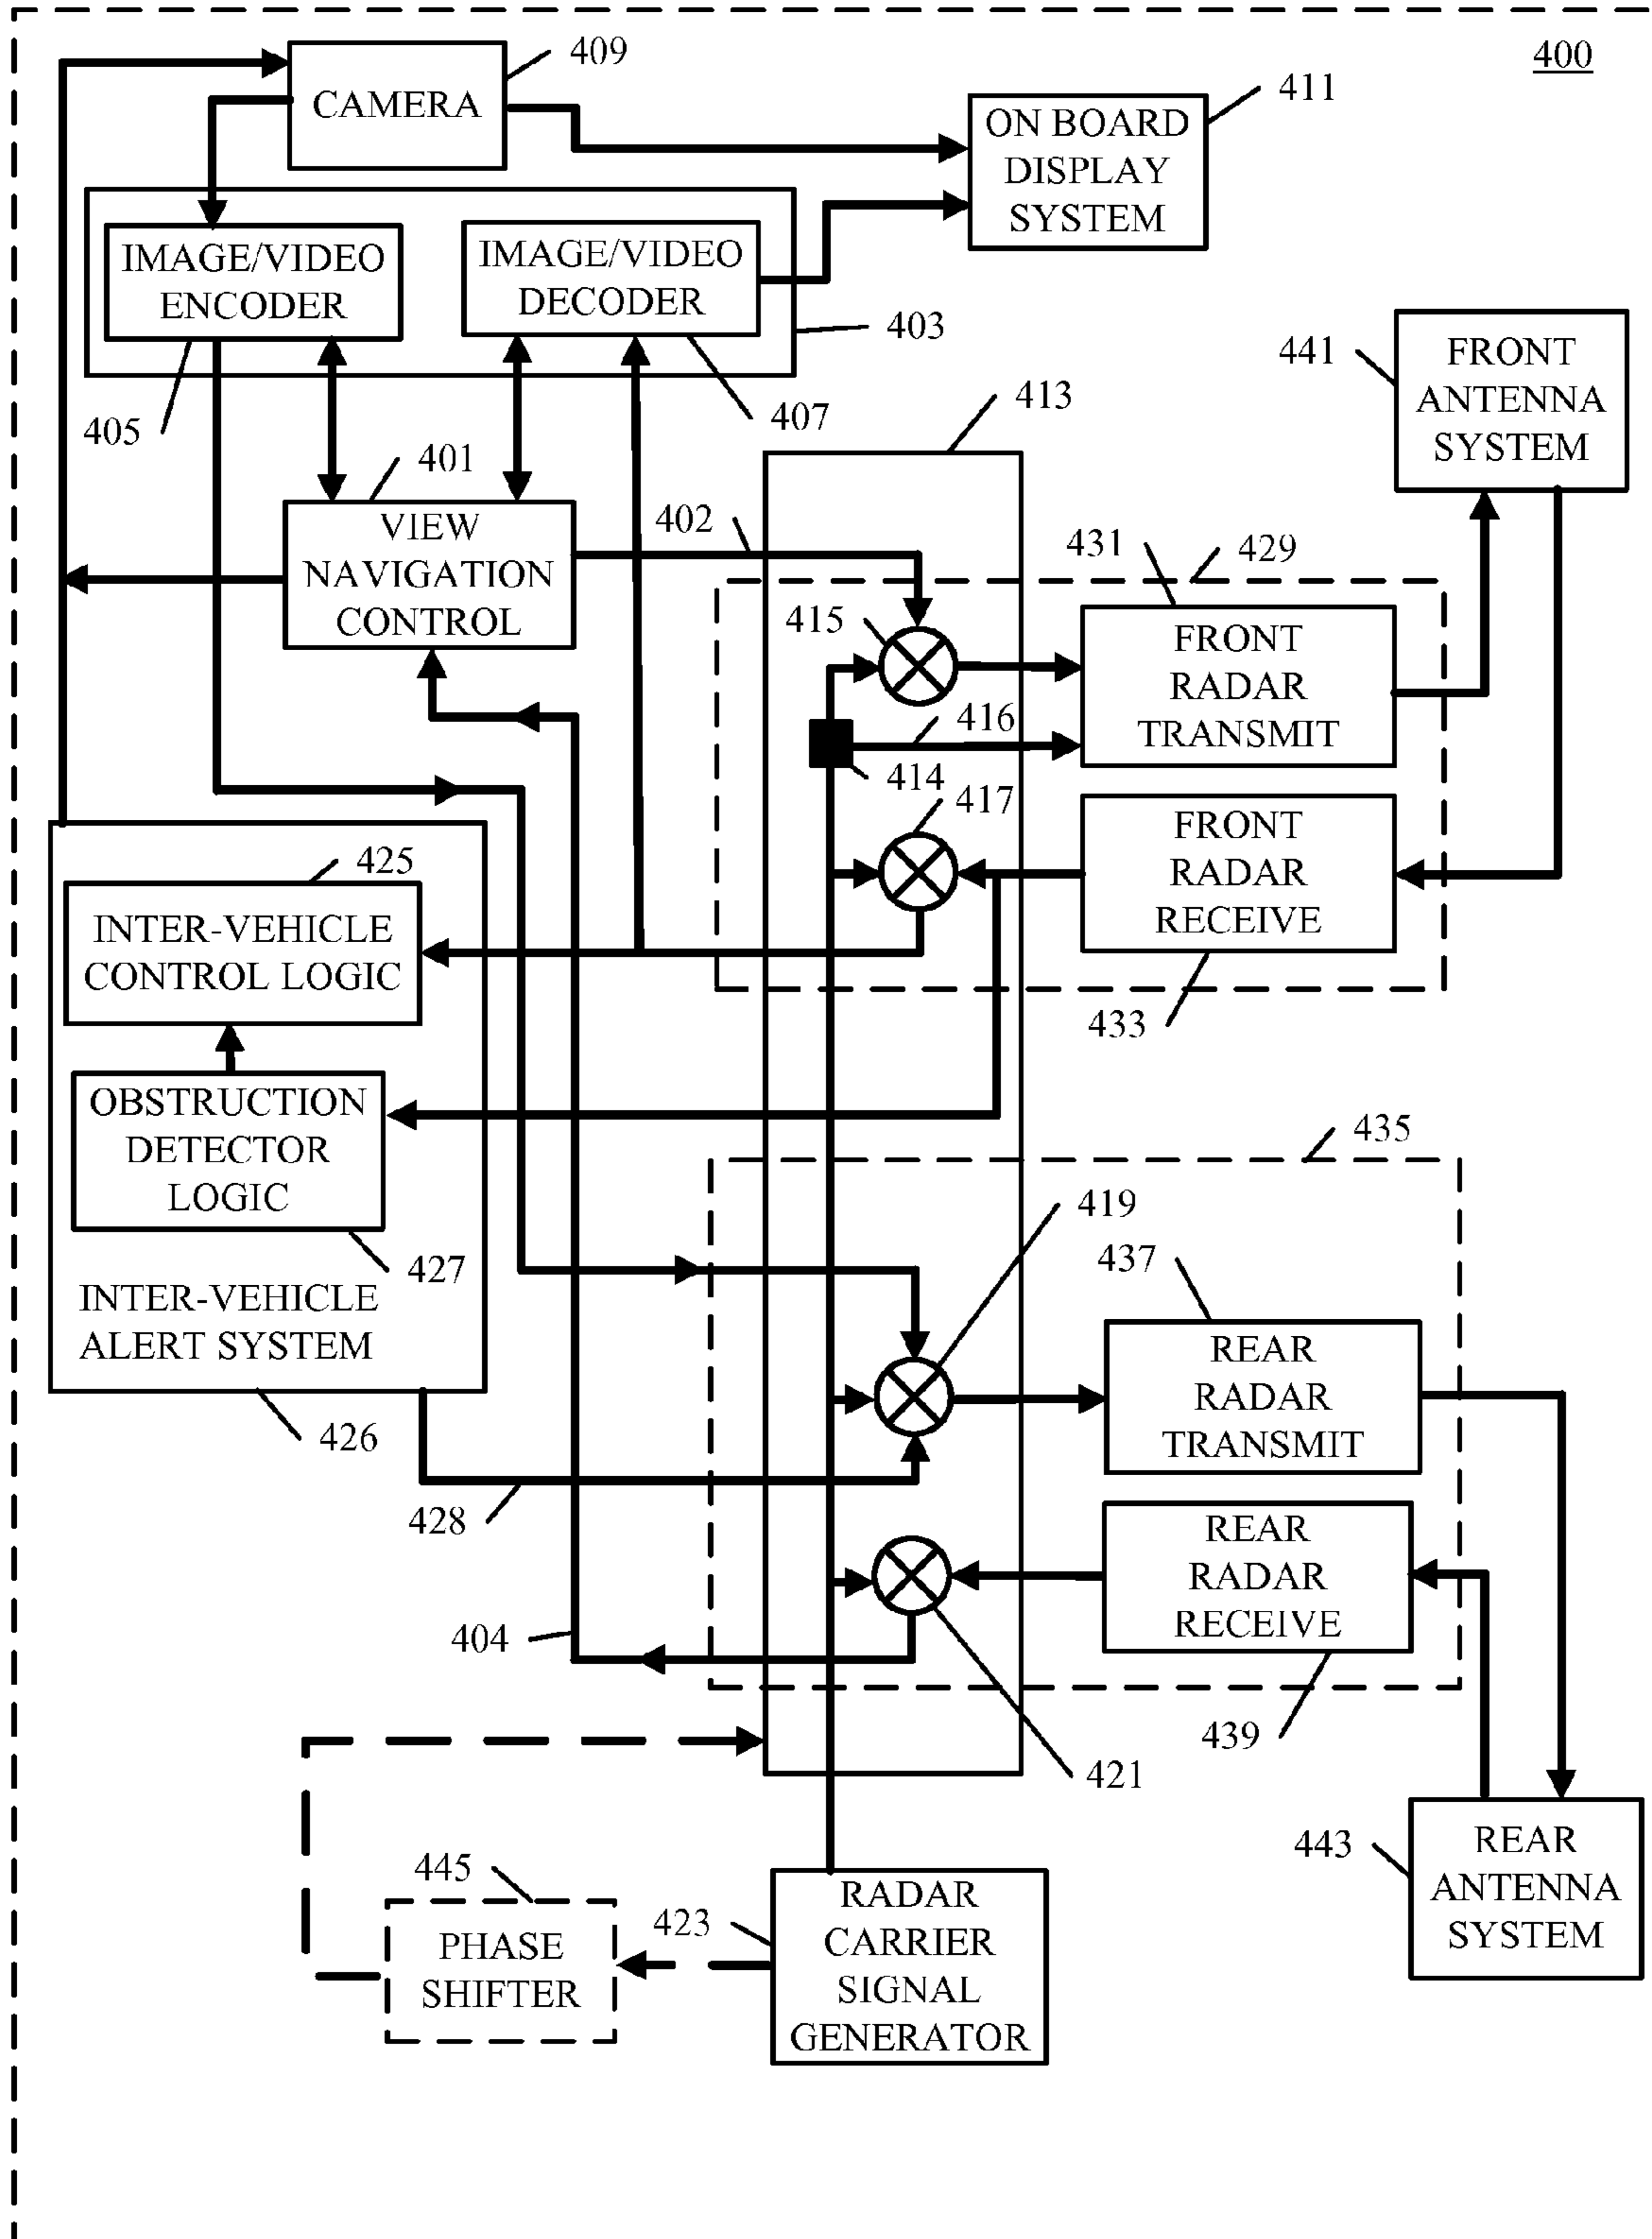 400
409
CAMERA
411
ON BOARD
DISPLAY
SYSTEM
IMAGE/VIDEO
ENCODER
IMAGE/VIDEO
DECODER
403
405
407
441
FRONT
ANTENNA
SYSTEM
413
401
VIEW
NAVIGATION
CONTROL
402
431
429
415
FRONT
RADAR
TRANSMIT
416
414
417
FRONT
RADAR
RECEIVE
433
425
INTER-VEHICLE
CONTROL LOGIC
OBSTRUCTION
DETECTOR
LOGIC
427
INTER-VEHICLE
ALERT SYSTEM
426
435
419
437
REAR
RADAR
TRANSMIT
428
REAR
RADAR
RECEIVE
404
439
421
443
REAR
ANTENNA
SYSTEM
445
PHASE
SHIFTER
423
RADAR
CARRIER
SIGNAL
GENERATOR